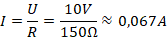 I = U/R = 10V/150Ω ≈ 0,067A